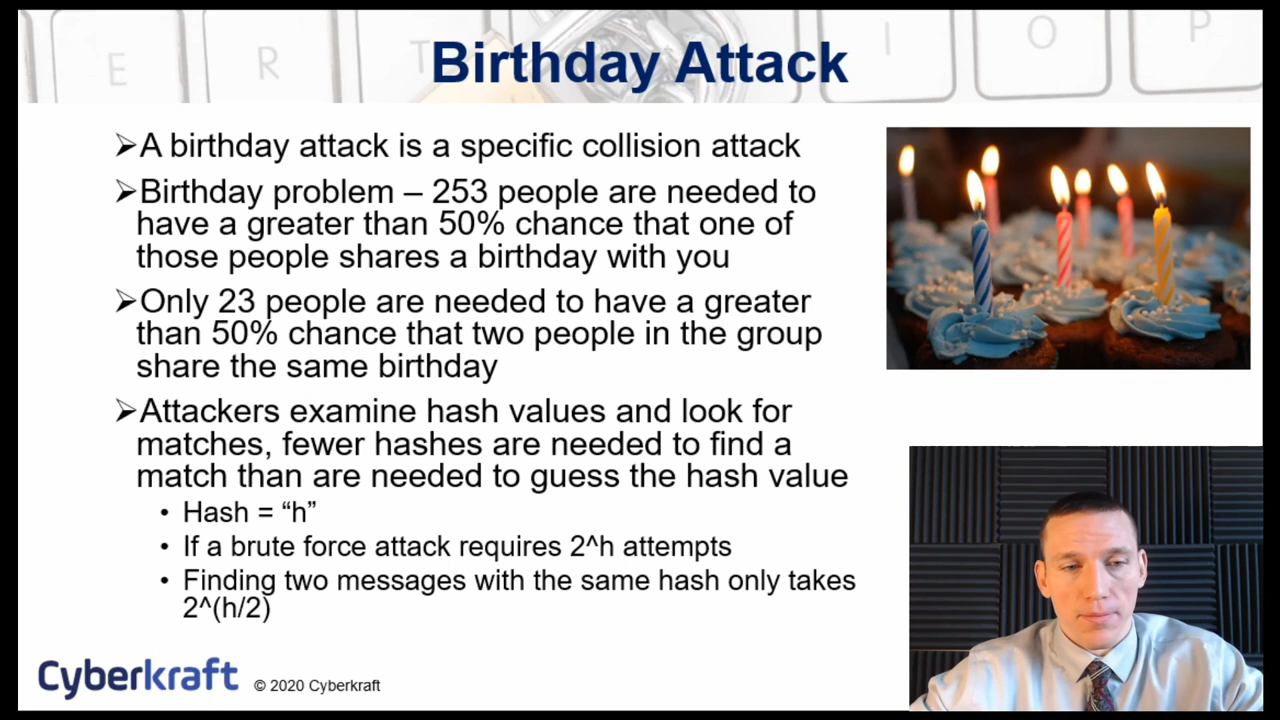 E R T I O P
Birthday Attack
➢A birthday attack is a specific collision attack
➢Birthday problem – 253 people are needed to
have a greater than 50% chance that one of
those people shares a birthday with you
➢Only 23 people are needed to have a greater
than 50% chance that two people in the group
share the same birthday
➢Attackers examine hash values and look for
matches, fewer hashes are needed to find a
match than are needed to guess the hash value
• Hash = “h”
• If a brute force attack requires 2^h attempts
• Finding two messages with the same hash only takes
2^(h/2)
Cyberkraft © 2020 Cyberkraft